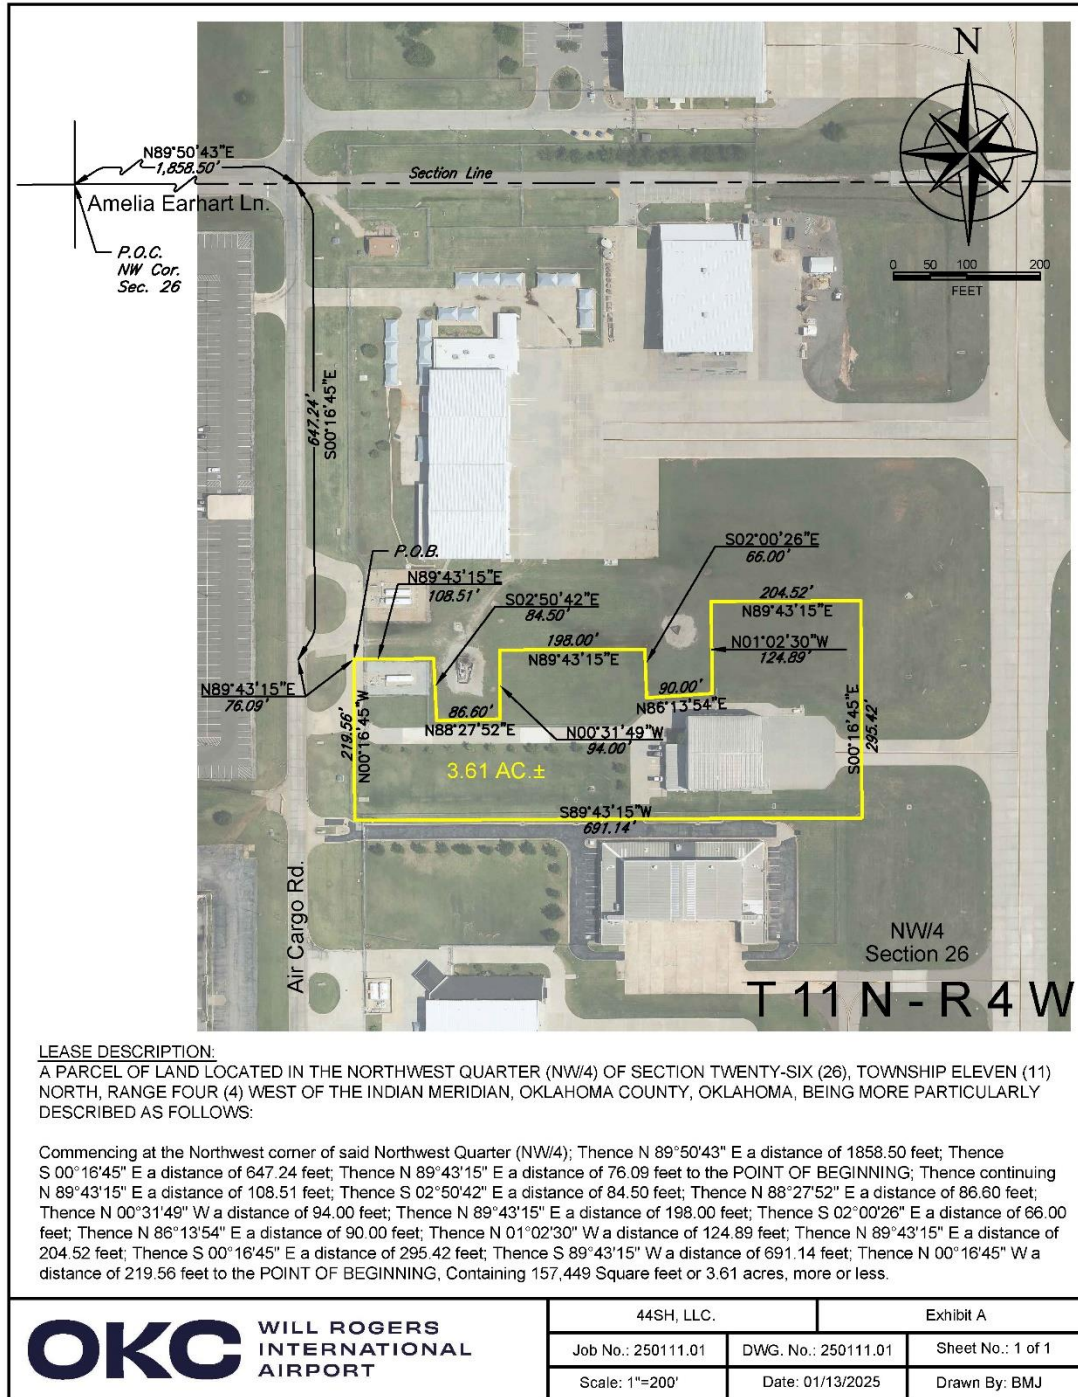 N
N89°50'43"E
1,858.50'
Section Line
Amelia Earhart Ln.
P.O.C.
NW Cor.
Sec. 26
0 50 100 200
FEET
647.24'
S00°16'45"E
P.O.B.
N89°43'15"E
108.51'
S02°50'42"E
84.50'
S02°00'26"E
66.00'
204.52'
N89°43'15"E
198.00'
N89°43'15"E
N01°02'30"W
124.89'
N89°43'15"E
76.09'
90.00'
N86°13'54"E
86.60'
N88°27'52"E
N00°31'49"W
94.00'
219.56'
N00°16'45"W
S00°16'45"E
295.42'
3.61 AC.±
S89°43'15"W
691.14'
Air Cargo Rd.
NW/4
Section 26
T 11 N - R 4 W
LEASE DESCRIPTION:
A PARCEL OF LAND LOCATED IN THE NORTHWEST QUARTER (NW/4) OF SECTION TWENTY-SIX (26), TOWNSHIP ELEVEN (11)
NORTH, RANGE FOUR (4) WEST OF THE INDIAN MERIDIAN, OKLAHOMA COUNTY, OKLAHOMA, BEING MORE PARTICULARLY
DESCRIBED AS FOLLOWS:
Commencing at the Northwest corner of said Northwest Quarter (NW/4); Thence N 89°50'43" E a distance of 1858.50 feet; Thence
S 00°16'45" E a distance of 647.24 feet; Thence N 89°43'15" E a distance of 76.09 feet to the POINT OF BEGINNING; Thence continuing
N 89°43'15" E a distance of 108.51 feet; Thence S 02°50'42" E a distance of 84.50 feet; Thence N 88°27'52" E a distance of 86.60 feet;
Thence N 00°31'49" W a distance of 94.00 feet; Thence N 89°43'15" E a distance of 198.00 feet; Thence S 02°00'26" E a distance of 66.00
feet; Thence N 86°13'54" E a distance of 90.00 feet; Thence N 01°02'30" W a distance of 124.89 feet; Thence N 89°43'15" E a distance of
204.52 feet; Thence S 00°16'45" E a distance of 295.42 feet; Thence S 89°43'15" W a distance of 691.14 feet; Thence N 00°16'45" W a
distance of 219.56 feet to the POINT OF BEGINNING, Containing 157,449 Square feet or 3.61 acres, more or less.
OKC
WILL ROGERS
INTERNATIONAL
AIRPORT
44SH, LLC.
Exhibit A
Job No.: 250111.01
DWG. No.: 250111.01
Sheet No.: 1 of 1
Scale: 1"=200'
Date: 01/13/2025
Drawn By: BMJ